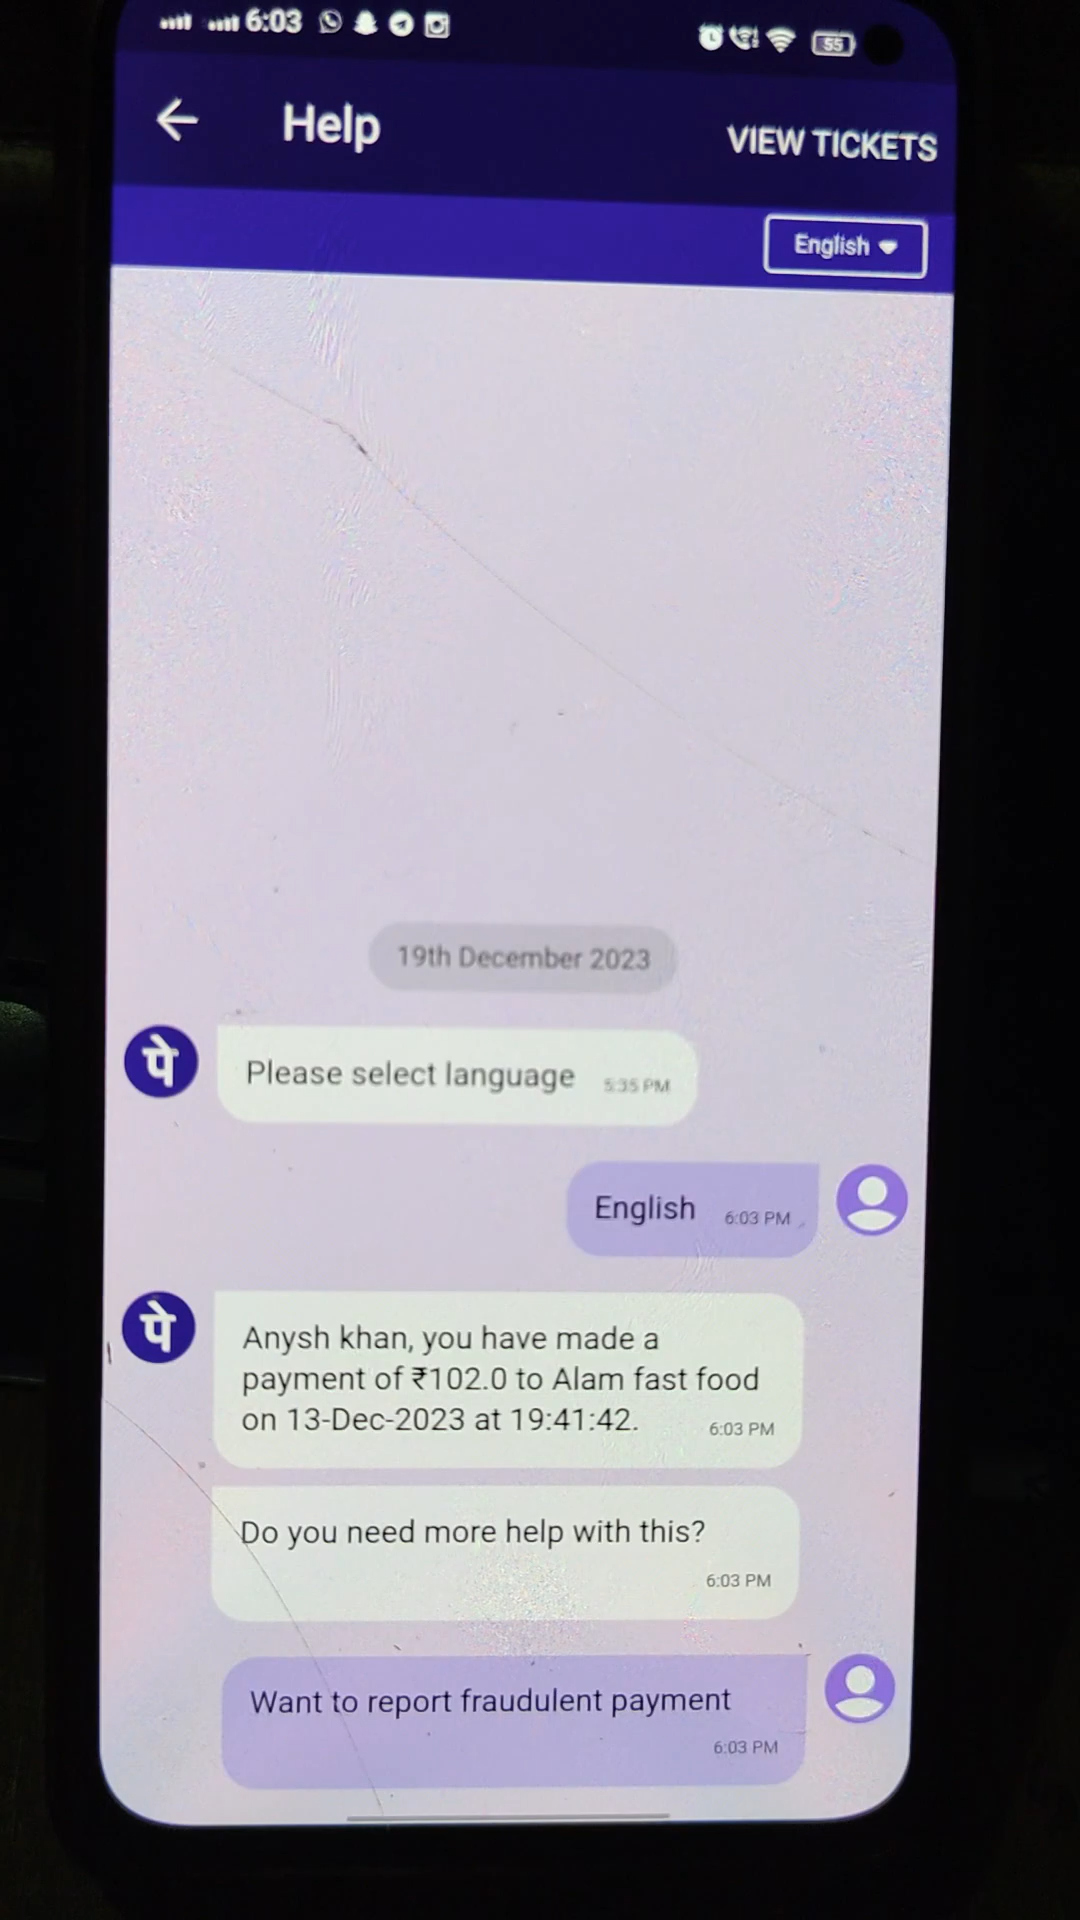 6:03
55
Help
VIEW TICKETS
English
19th December 2023
पे
Please select language 5:35 PM
English 6:03 PM
पे
Anysh khan, you have made a
payment of ₹102.0 to Alam fast food
on 13-Dec-2023 at 19:41:42. 6:03 PM
Do you need more help with this?
6:03 PM
Want to report fraudulent payment
6:03 PM